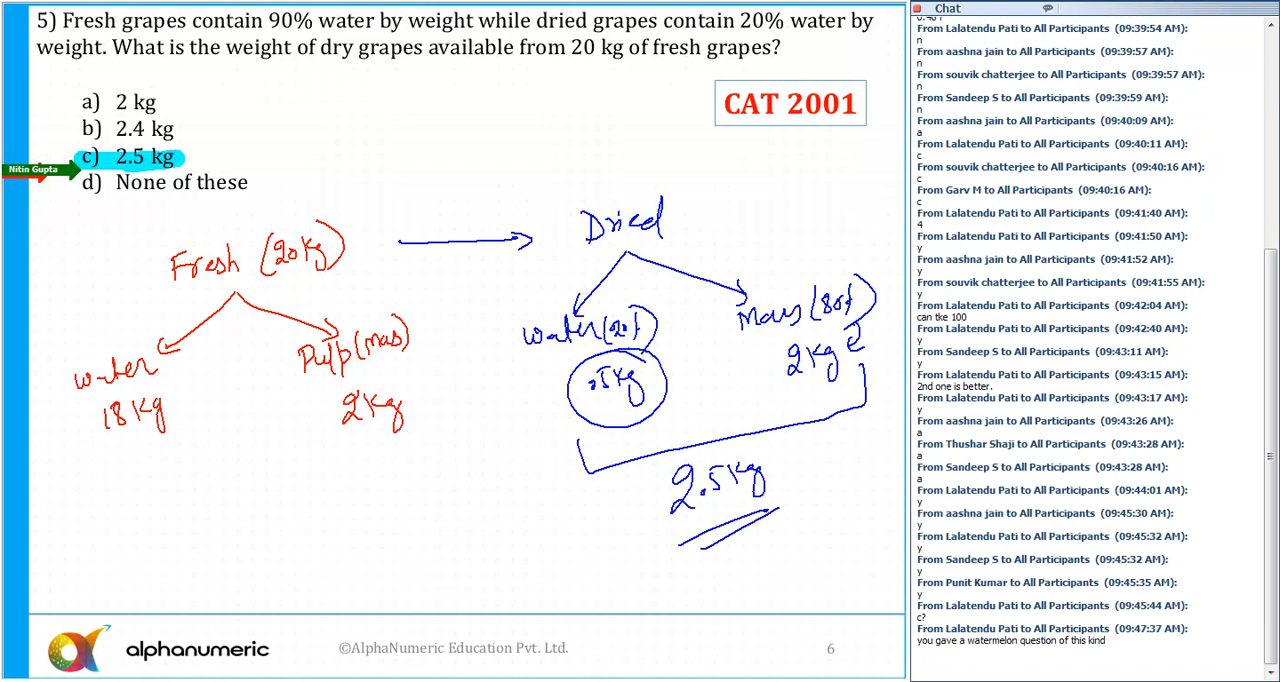 5) Fresh grapes contain 90% water by weight while dried grapes contain 20% water by
weight. What is the weight of dry grapes available from 20 kg of fresh grapes?
CAT 2001
a) 2 kg
b) 2.4 kg
c) 2.5 kg
d) None of these
Nitin Gupta
Fresh (20kg)
water
18 kg
Pulp (mass)
2kg
Dried
water (20%)
.5 kg
Mass (80%)
2kg
2.5 kg
alphanumeric
©AlphaNumeric Education Pvt. Ltd.
6
Chat
From Lalatendu Pati to All Participants (09:39:54 AM):
n
From aashna jain to All Participants (09:39:57 AM):
n
From souvik chatterjee to All Participants (09:39:57 AM):
n
From Sandeep S to All Participants (09:39:59 AM):
n
From aashna jain to All Participants (09:40:09 AM):
a
From Lalatendu Pati to All Participants (09:40:11 AM):
c
From souvik chatterjee to All Participants (09:40:16 AM):
c
From Garv M to All Participants (09:40:16 AM):
c
From Lalatendu Pati to All Participants (09:41:40 AM):
4
From Lalatendu Pati to All Participants (09:41:50 AM):
y
From aashna jain to All Participants (09:41:52 AM):
y
From souvik chatterjee to All Participants (09:41:55 AM):
y
From Lalatendu Pati to All Participants (09:42:04 AM):
can tke 100
From Lalatendu Pati to All Participants (09:42:40 AM):
y
From Sandeep S to All Participants (09:43:11 AM):
y
From Lalatendu Pati to All Participants (09:43:15 AM):
2nd one is better.
From Lalatendu Pati to All Participants (09:43:17 AM):
y
From aashna jain to All Participants (09:43:26 AM):
a
From Thushar Shaji to All Participants (09:43:28 AM):
a
From Sandeep S to All Participants (09:43:28 AM):
a
From Lalatendu Pati to All Participants (09:44:01 AM):
y
From aashna jain to All Participants (09:45:30 AM):
y
From Lalatendu Pati to All Participants (09:45:32 AM):
y
From Sandeep S to All Participants (09:45:32 AM):
y
From Punit Kumar to All Participants (09:45:35 AM):
y
From Lalatendu Pati to All Participants (09:45:44 AM):
c?
From Lalatendu Pati to All Participants (09:47:37 AM):
you gave a watermelon question of this kind